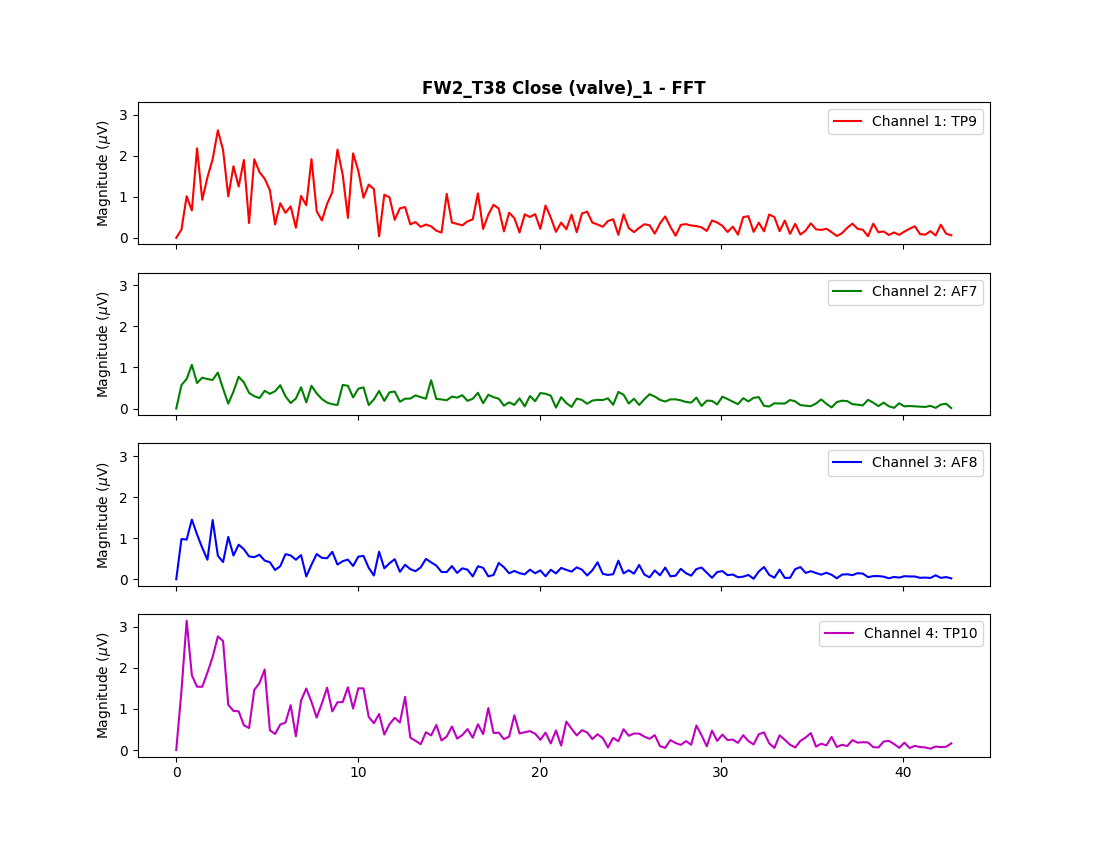 FW2_T38 Close (valve)_1 - FFT
Magnitude (μV)
3
2
1
0
Channel 1: TP9
Magnitude (μV)
3
2
1
0
Channel 2: AF7
Magnitude (μV)
3
2
1
0
Channel 3: AF8
Magnitude (μV)
3
2
1
0
Channel 4: TP10
0 10 20 30 40